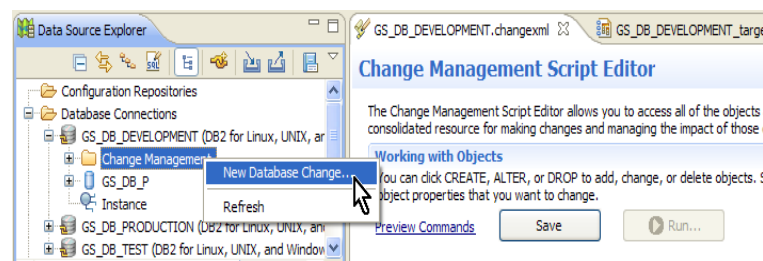 Data Source Explorer
Configuration Repositories
Database Connections
GS_DB_DEVELOPMENT (DB2 for Linux, UNIX, ar
Change Management
New Database Change...
GS_DB_P
Refresh
Instance
GS_DB_PRODUCTION (DB2 for Linux, UNIX, an
GS_DB_TEST (DB2 for Linux, UNIX, and Window
GS_DB_DEVELOPMENT.changexml
GS_DB_DEVELOPMENT_targe
Change Management Script Editor
The Change Management Script Editor allows you to access all of the objects
consolidated resource for making changes and managing the impact of those
Working with Objects
You can click CREATE, ALTER, or DROP to add, change, or delete objects. S
object properties that you want to change.
Preview Commands
Save
Run...